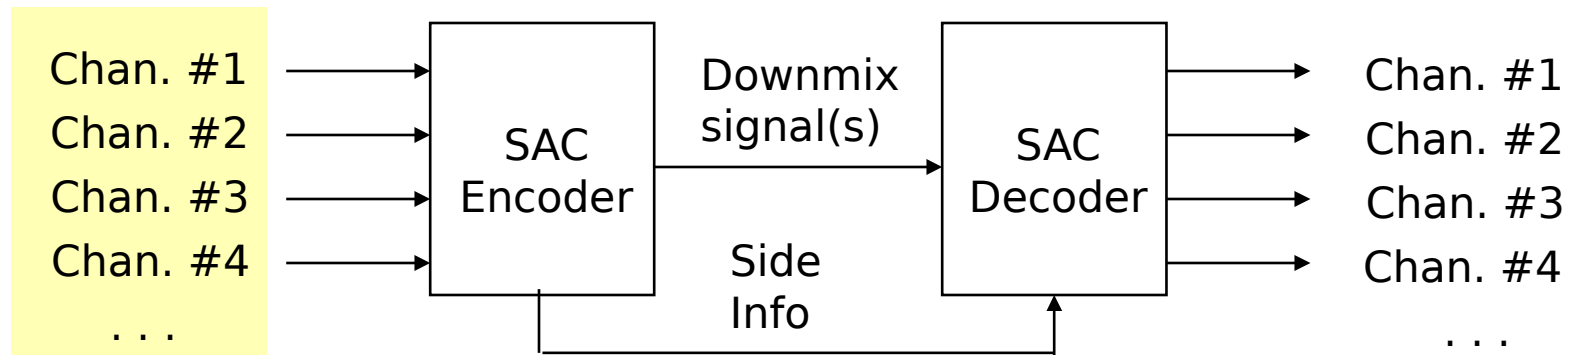 Chan. #1
Chan. #2
Chan. #3
Chan. #4
. . .
SAC
Encoder
Downmix
signal(s)
Side
Info
SAC
Decoder
Chan. #1
Chan. #2
Chan. #3
Chan. #4
. . .